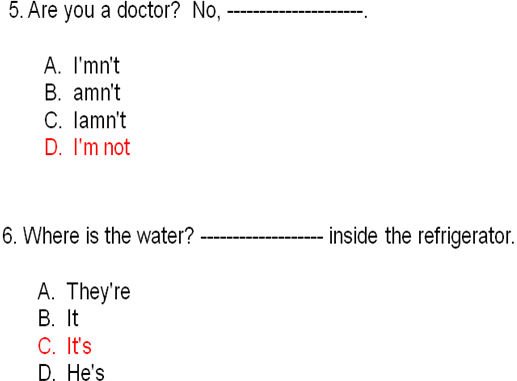 5. Are you a doctor? No, ---------------------.
A. I'mn't
B. amn't
C. Iamn't
D. I'm not
6. Where is the water? ------------------- inside the refrigerator.
A. They're
B. It
C. It's
D. He's